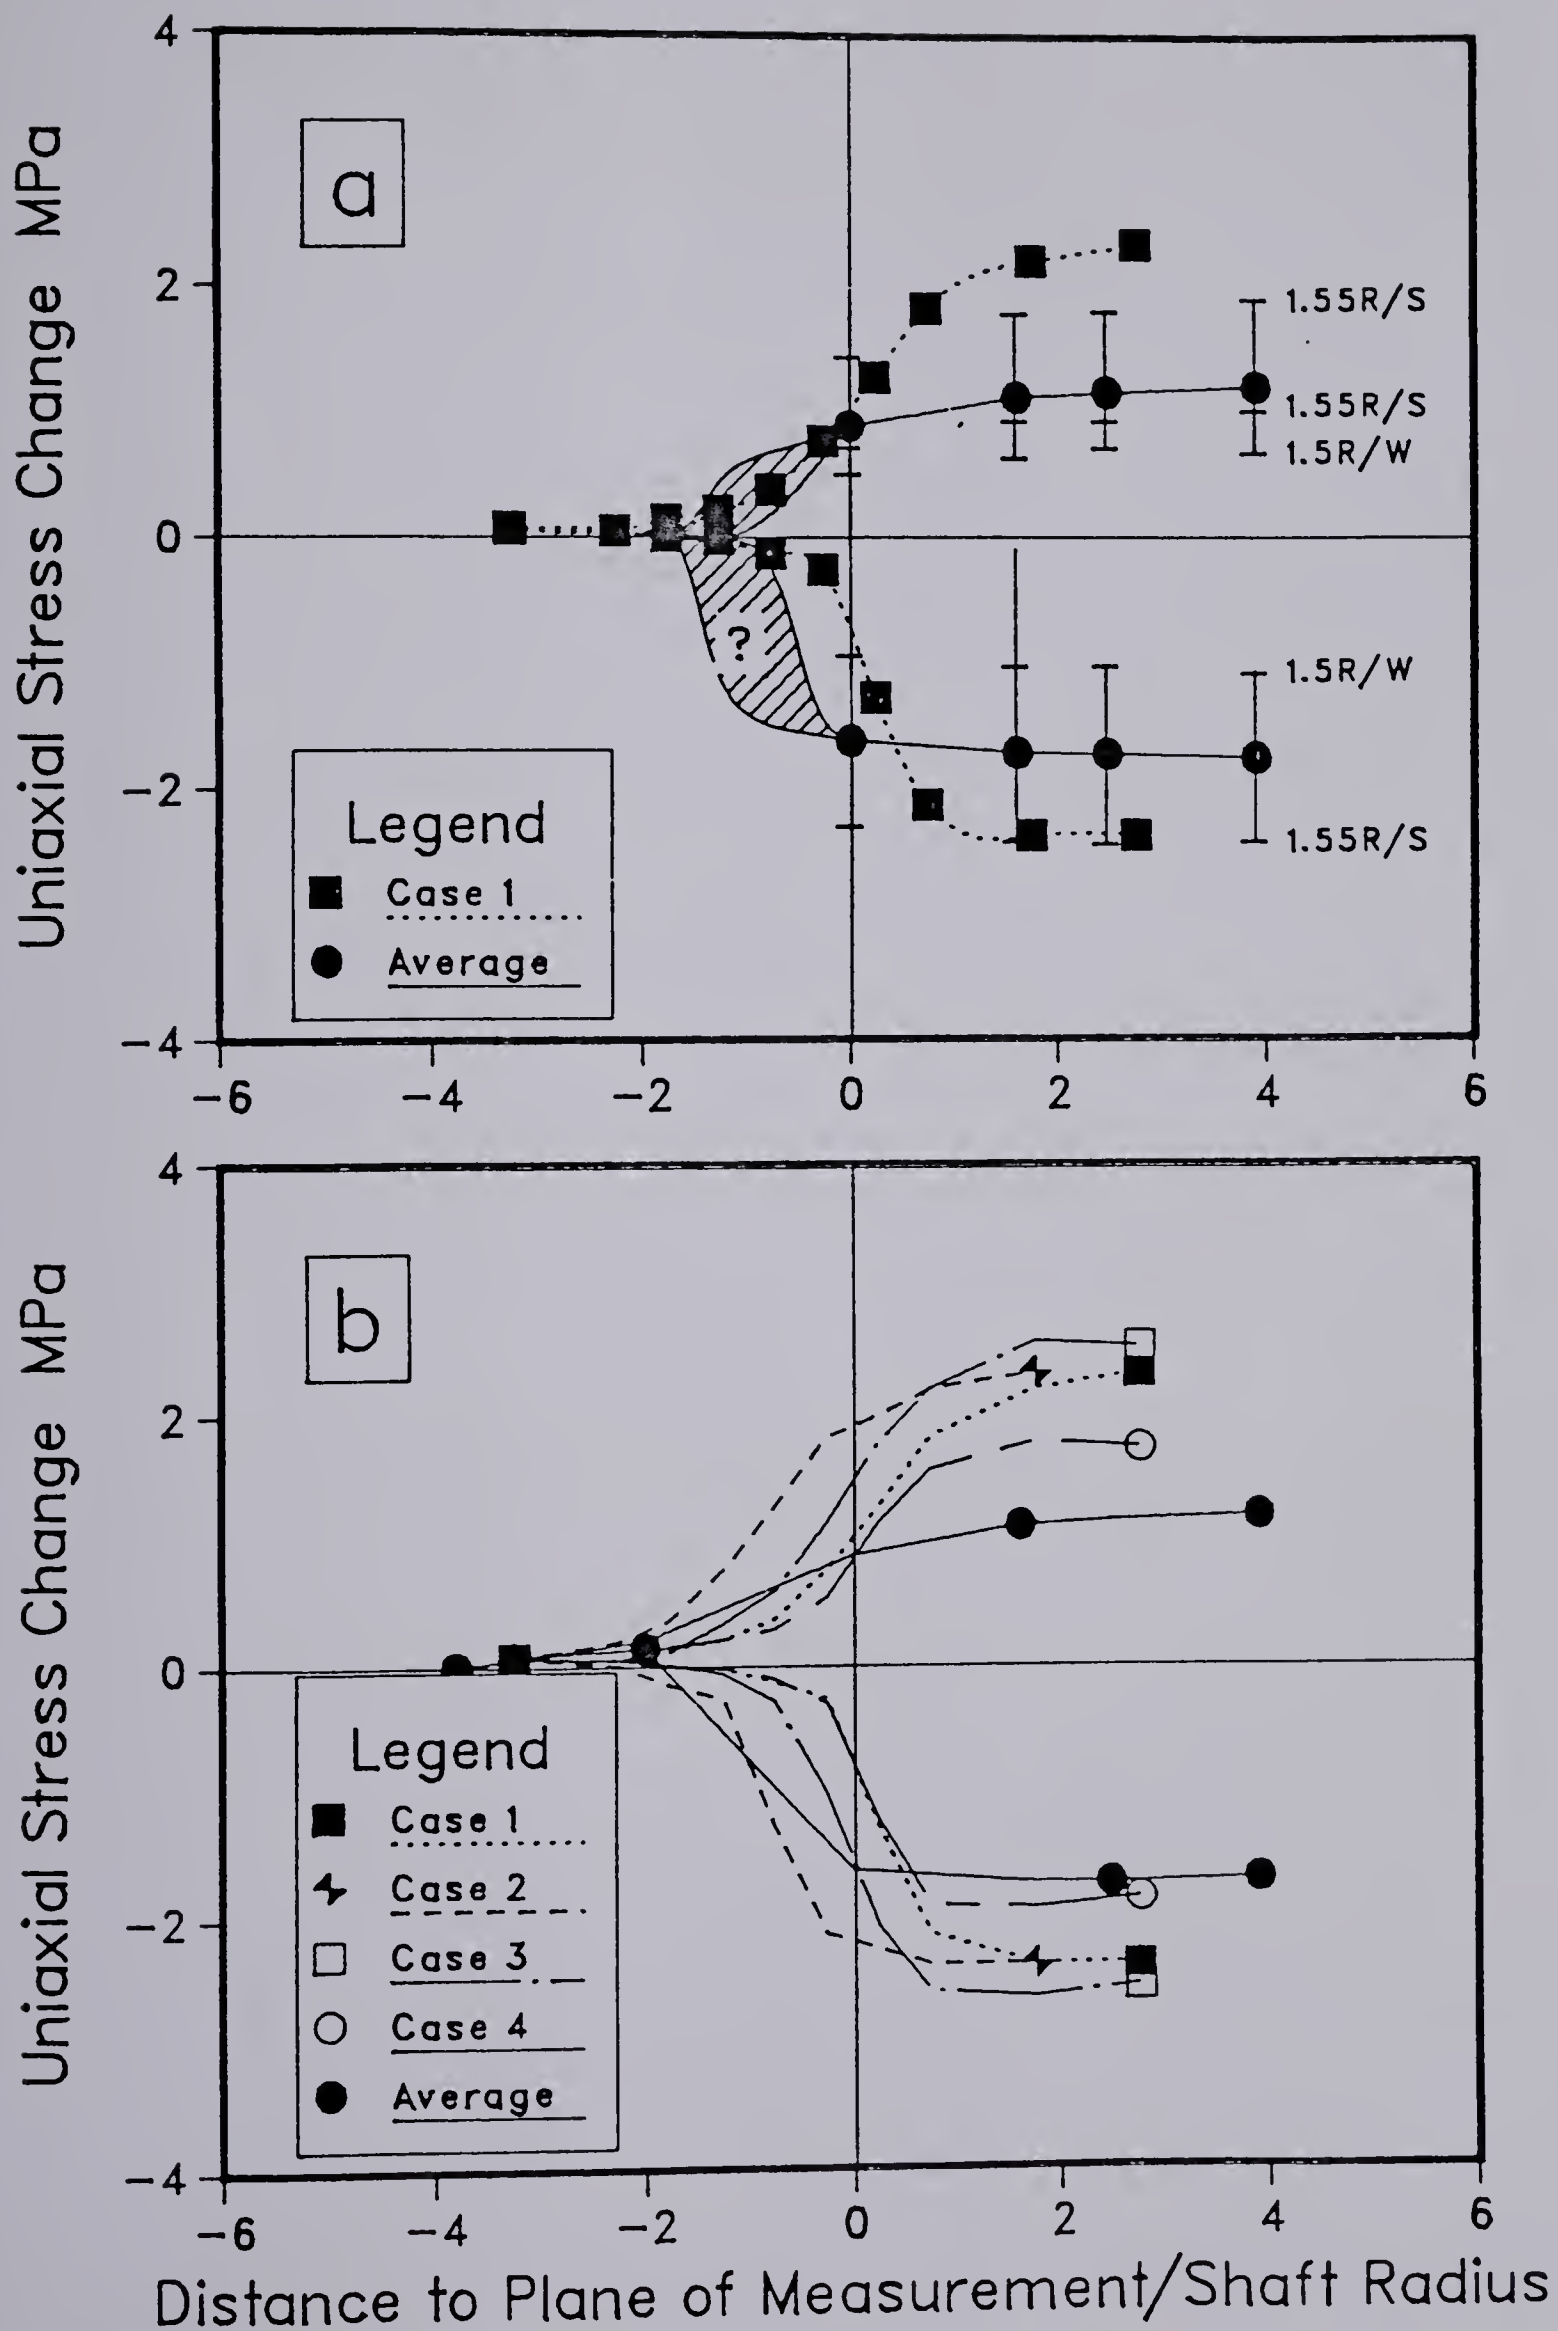 Uniaxial Stress Change MPa
4
2
0
−2
−4
a
1.55R/S
1.55R/S
1.5R/W
?
1.5R/W
1.55R/S
Legend
Case 1
Average
−6 −4 −2 0 2 4 6
Uniaxial Stress Change MPa
4
2
0
−2
−4
b
Legend
Case 1
Case 2
Case 3
Case 4
Average
−6 −4 −2 0 2 4 6
Distance to Plane of Measurement/Shaft Radius